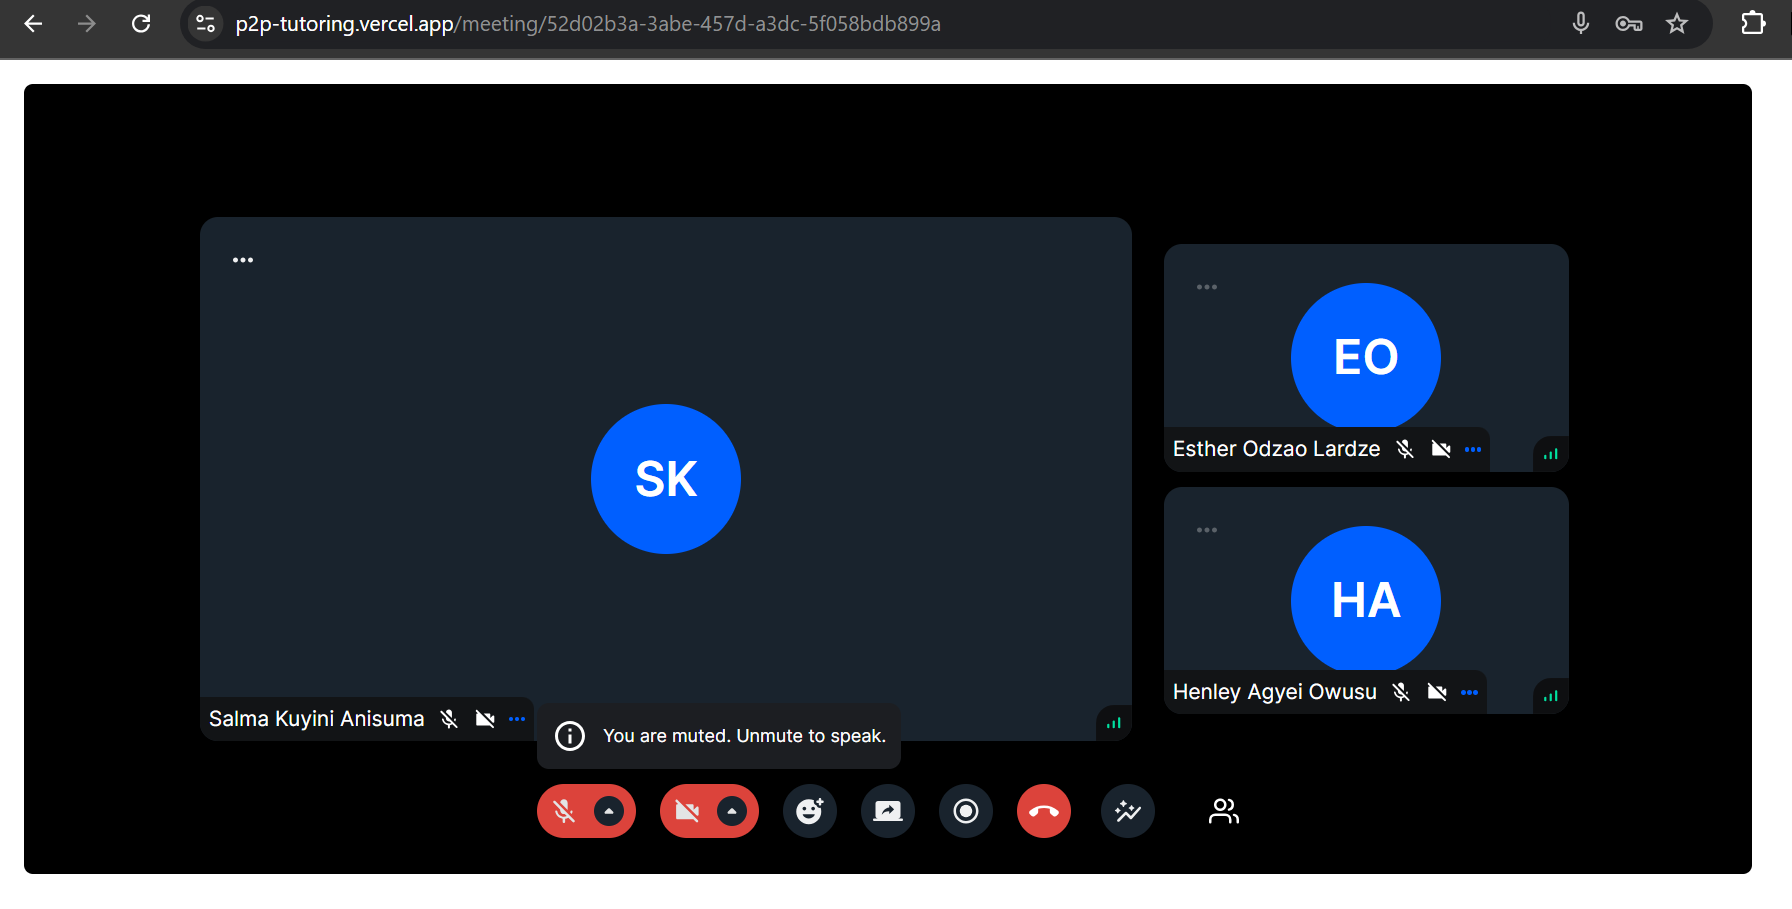 p2p-tutoring.vercel.app/meeting/52d02b3a-3abe-457d-a3dc-5f058bdb899a
SK
Salma Kuyini Anisuma
EO
Esther Odzao Lardze
HA
Henley Agyei Owusu
You are muted. Unmute to speak.